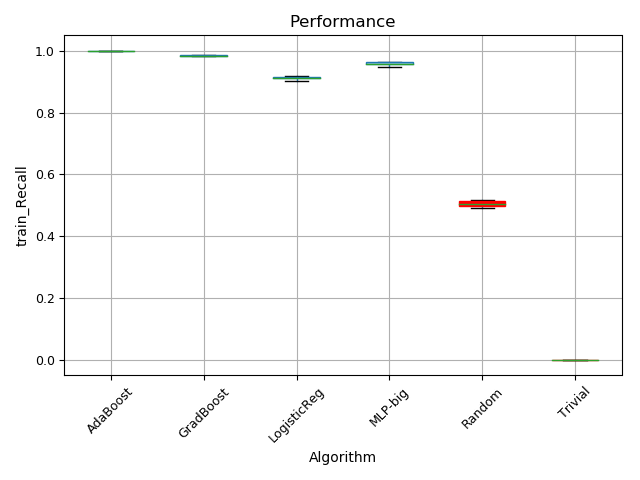 Performance
train_Recall
1.0
0.8
0.6
0.4
0.2
0.0
AdaBoost
GradBoost
LogisticReg
MLP-big
Random
Trivial
Algorithm